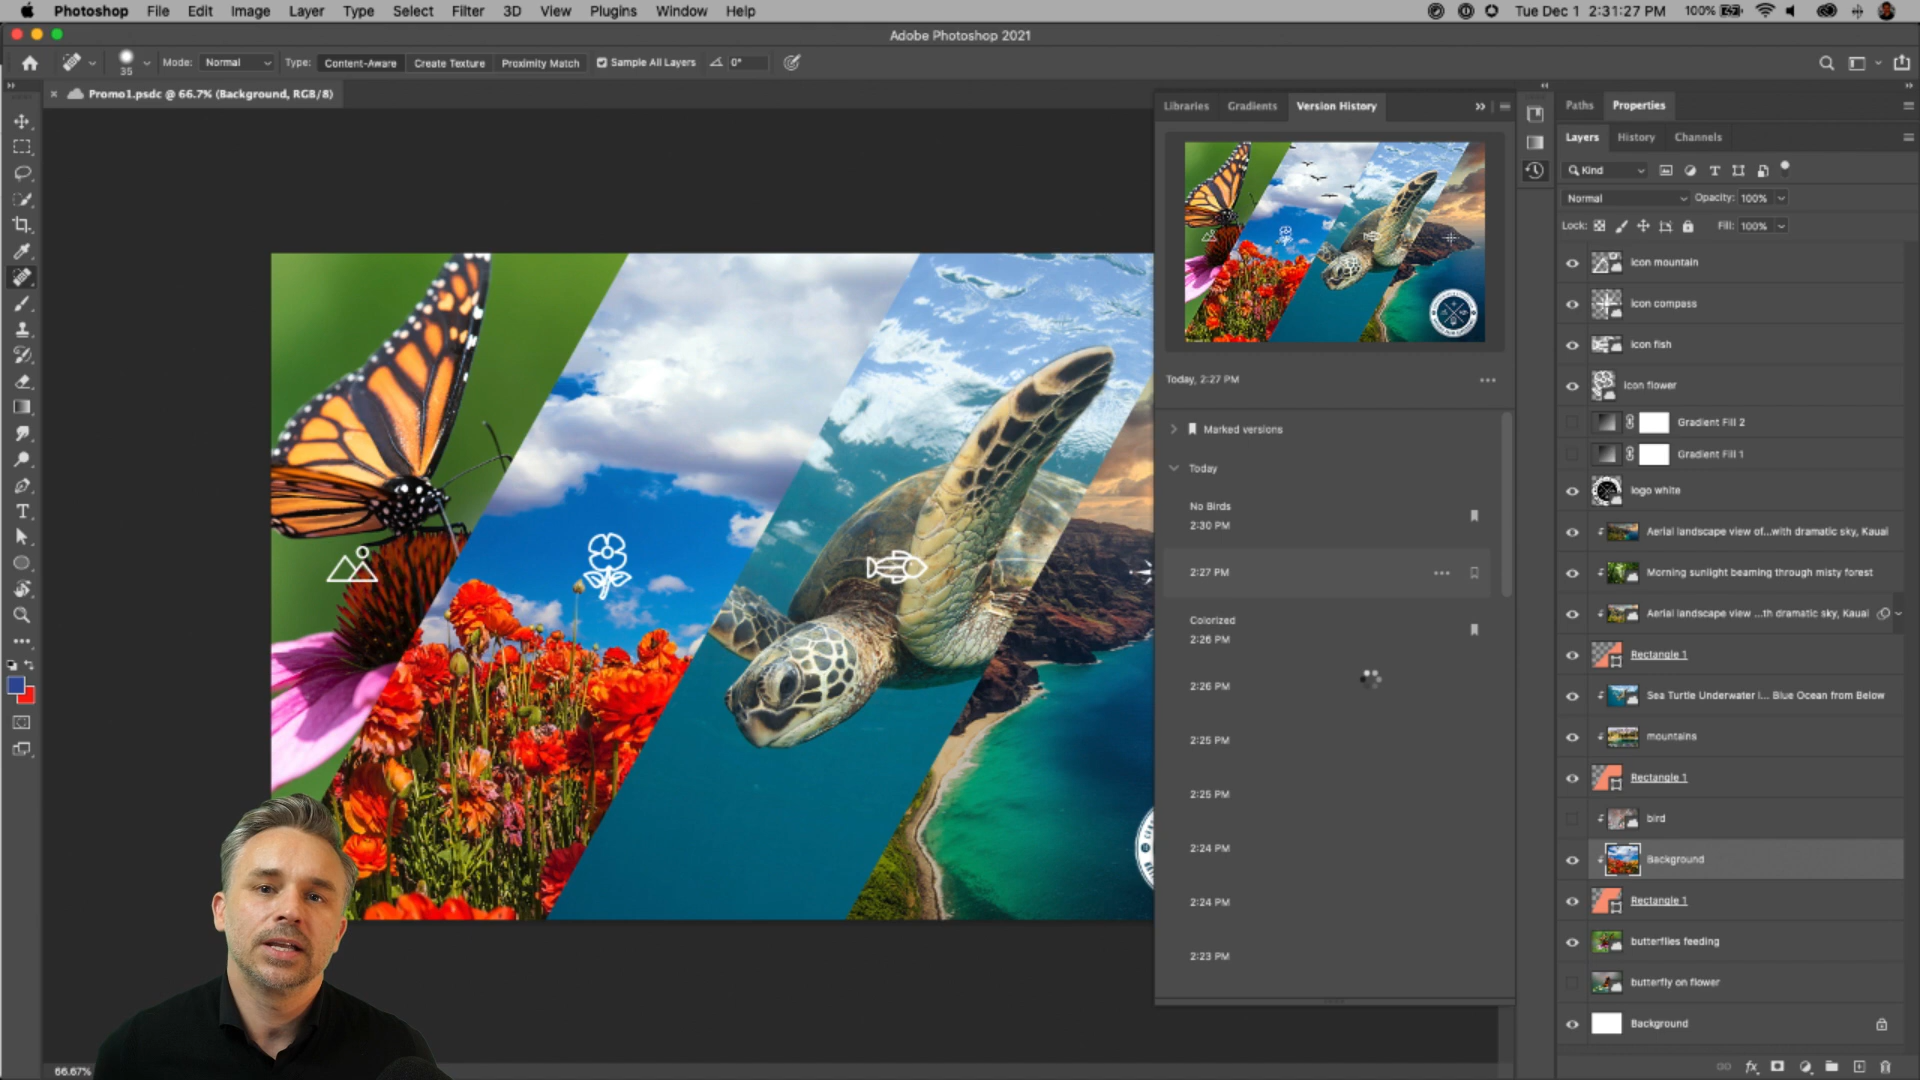 Photoshop File Edit Image Layer Type Select Filter 3D View Plugins Window Help
Tue Dec 1 2:31:27 PM 100%
Adobe Photoshop 2021
35 Mode: Normal Type: Content-Aware Create Texture Proximity Match Sample All Layers 0°
Promo1.psdc @ 66.7% (Background, RGB/8)
Libraries Gradients Version History
Today, 2:27 PM
Marked versions
Today
No Birds
2:30 PM
2:27 PM
Colorized
2:26 PM
2:26 PM
2:25 PM
2:25 PM
2:24 PM
2:24 PM
2:23 PM
Paths Properties
Layers History Channels
Kind
Normal Opacity: 100%
Lock: Fill: 100%
icon mountain
icon compass
icon fish
icon flower
Gradient Fill 2
Gradient Fill 1
logo white
Aerial landscape view of...with dramatic sky, Kauai
Morning sunlight beaming through misty forest
Aerial landscape view ...th dramatic sky, Kauai
Rectangle 1
Sea Turtle Underwater i... Blue Ocean from Below
mountains
Rectangle 1
bird
Background
Rectangle 1
butterflies feeding
butterfly on flower
Background
66.67%